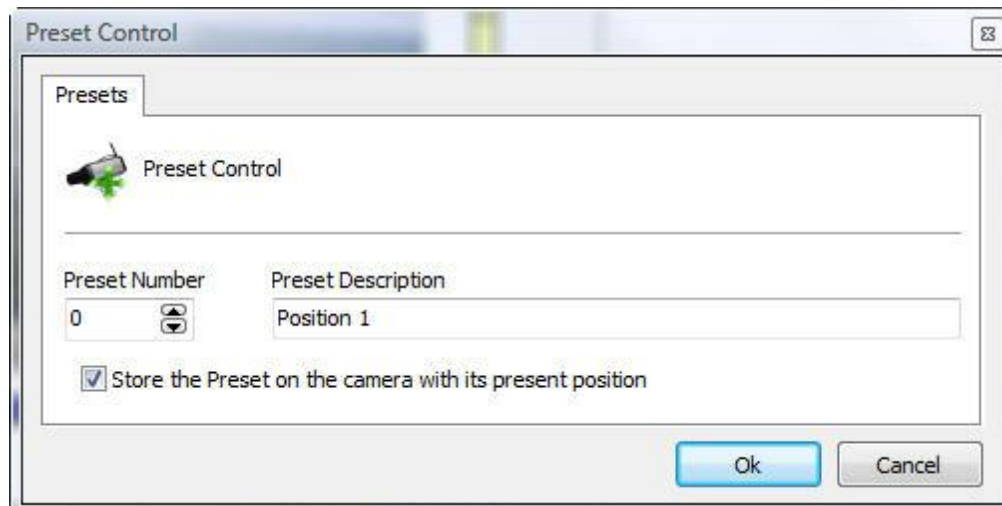 Preset Control
Presets
Preset Control
Preset Number Preset Description
0 Position 1
Store the Preset on the camera with its present position
Ok Cancel